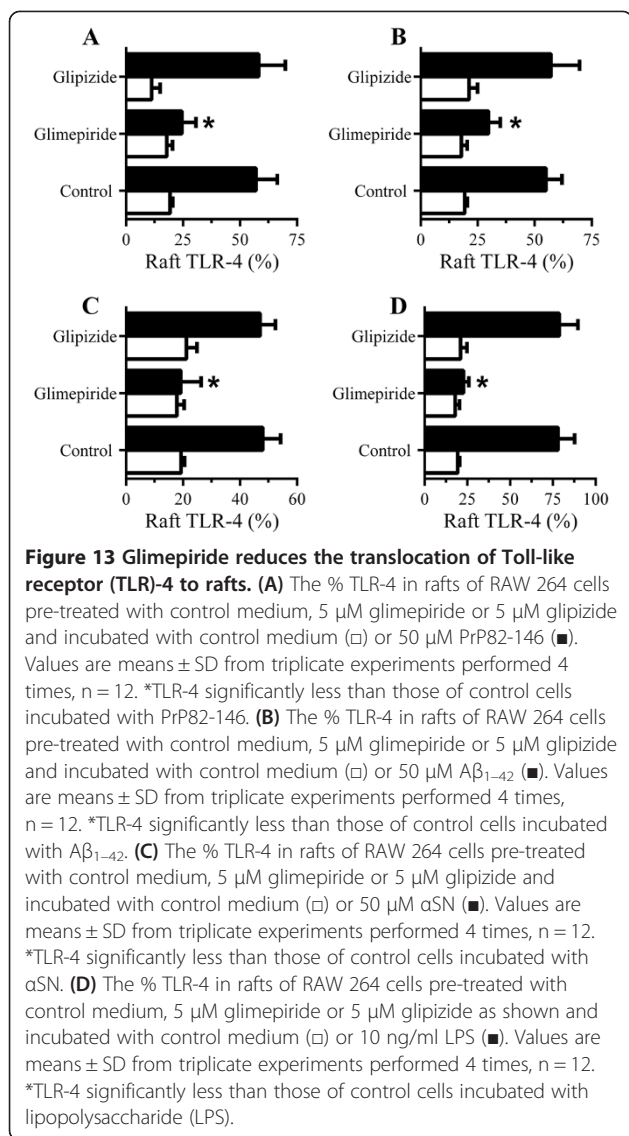 A
B
Glipizide
Glimepiride
*
Control
0 25 50 75
Raft TLR-4 (%)
Glipizide
Glimepiride
*
Control
0 25 50 75
Raft TLR-4 (%)
C
D
Glipizide
Glimepiride
*
Control
0 20 40 60
Raft TLR-4 (%)
Glipizide
Glimepiride
*
Control
0 25 50 75 100
Raft TLR-4 (%)
Figure 13 Glimepiride reduces the translocation of Toll-like
receptor (TLR)-4 to rafts. (A) The % TLR-4 in rafts of RAW 264 cells
pre-treated with control medium, 5 μM glimepiride or 5 μM glipizide
and incubated with control medium (□) or 50 μM PrP82-146 (■).
Values are means ± SD from triplicate experiments performed 4
times, n = 12. *TLR-4 significantly less than those of control cells
incubated with PrP82-146. (B) The % TLR-4 in rafts of RAW 264 cells
pre-treated with control medium, 5 μM glimepiride or 5 μM glipizide
and incubated with control medium (□) or 50 μM Aβ₁₋₄₂ (■). Values
are means ± SD from triplicate experiments performed 4 times,
n = 12. *TLR-4 significantly less than those of control cells incubated
with Aβ₁₋₄₂. (C) The % TLR-4 in rafts of RAW 264 cells pre-treated
with control medium, 5 μM glimepiride or 5 μM glipizide and
incubated with control medium (□) or 50 μM αSN (■). Values are
means ± SD from triplicate experiments performed 4 times, n = 12.
*TLR-4 significantly less than those of control cells incubated with
αSN. (D) The % TLR-4 in rafts of RAW 264 cells pre-treated with
control medium, 5 μM glimepiride or 5 μM glipizide as shown and
incubated with control medium (□) or 10 ng/ml LPS (■). Values are
means ± SD from triplicate experiments performed 4 times, n = 12.
*TLR-4 significantly less than those of control cells incubated with
lipopolysaccharide (LPS).